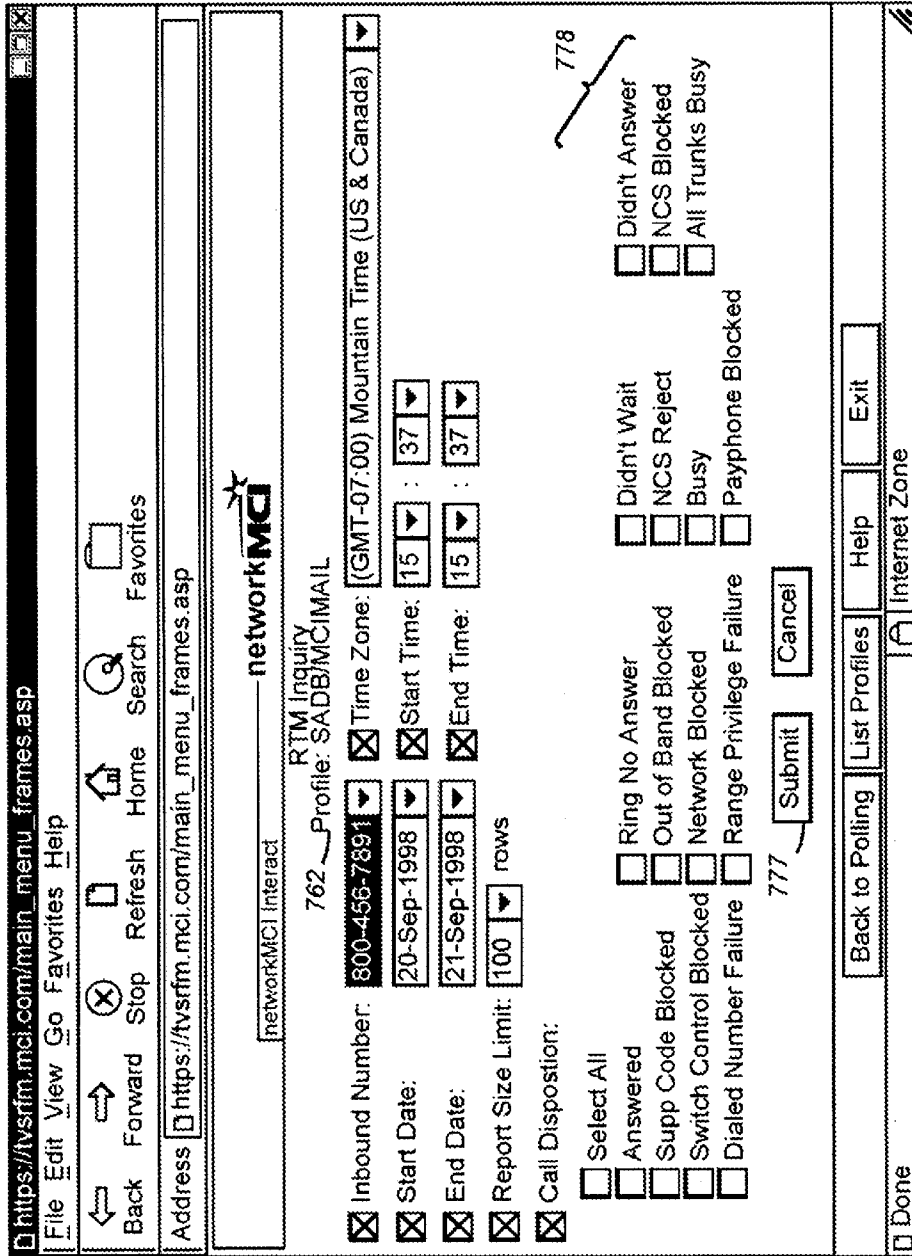 https://tvsrfm.mci.com/main_menu_frames.asp
File Edit View Go Favorites Help
Back Forward Stop Refresh Home Search Favorites
Address https://tvsrfm.mci.com/main_menu_frames.asp
networkMCI
networkMCI Interact
RTM Inquiry
762 Profile: SADB/MCIMAIL
Inbound Number: 800-456-7891 Time Zone: (GMT-07:00) Mountain Time (US & Canada)
Start Date: 20-Sep-1998 Start Time: 15 : 37
End Date: 21-Sep-1998 End Time: 15 : 37
Report Size Limit: 100 rows
Call Dispostion:
778
Select All
Answered Ring No Answer Didn't Wait Didn't Answer
Supp Code Blocked Out of Band Blocked NCS Reject NCS Blocked
Switch Control Blocked Network Blocked Busy All Trunks Busy
Dialed Number Failure Range Privilege Failure Payphone Blocked
777 Submit Cancel
Back to Polling List Profiles Help Exit
Done Internet Zone